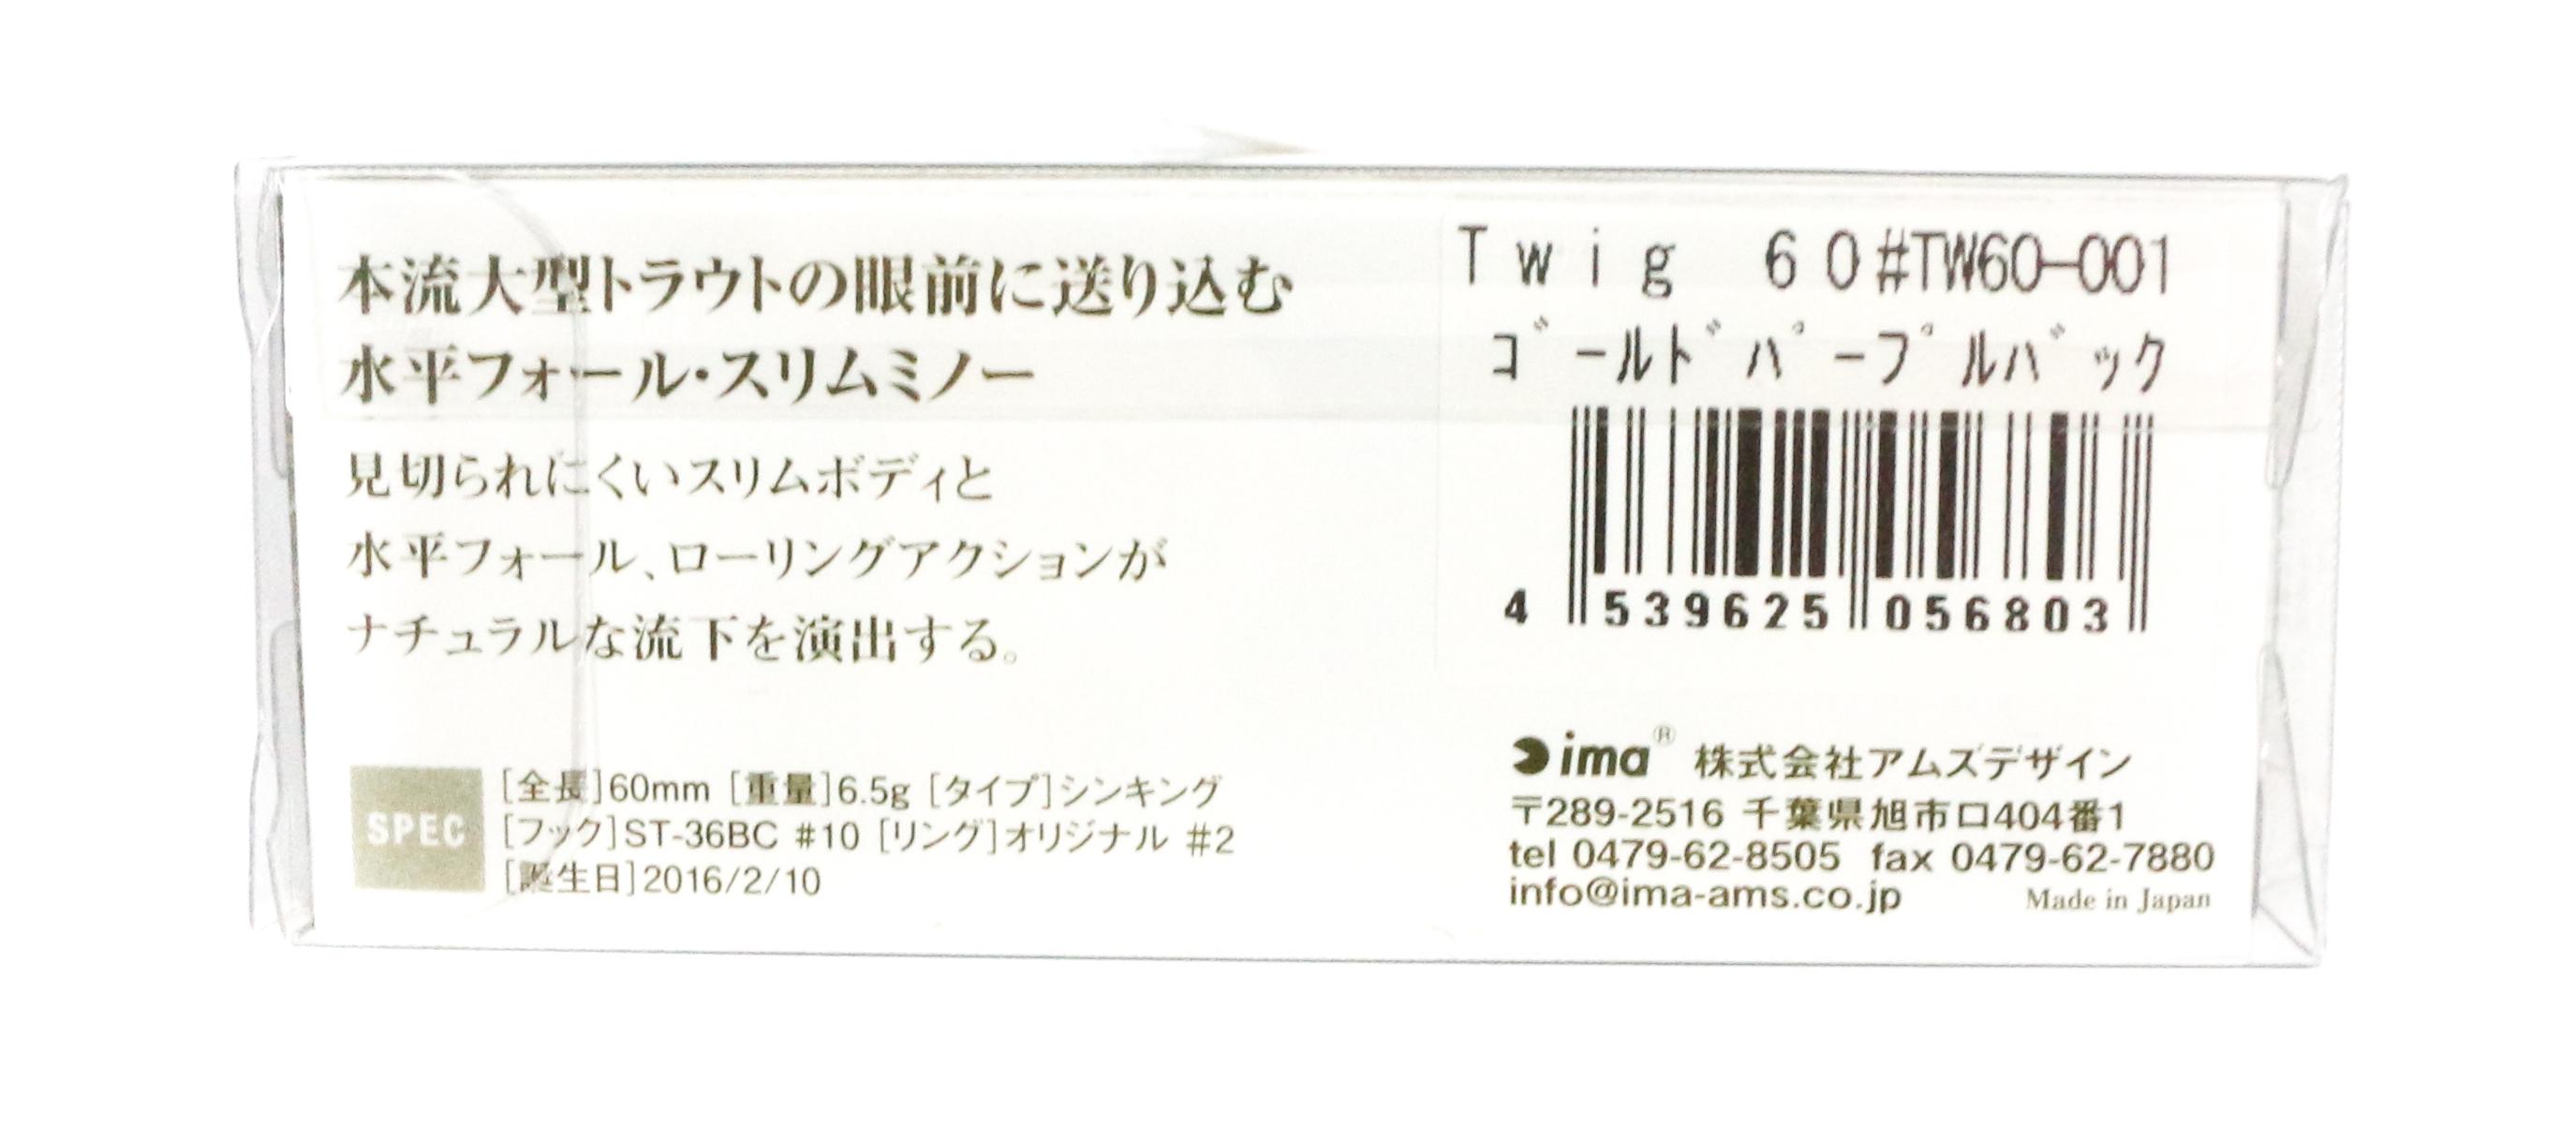 本流大型トラウトの眼前に送り込む
水平フォール・スリムミノー
見切られにくいスリムボディと
水平フォール、ローリングアクションが
ナチュラルな流下を演出する。
SPEC
[全長]60mm [重量]6.5g [タイプ]シンキング
[フック]ST-36BC #10 [リング]オリジナル #2
[誕生日]2016/2/10
Twig 60#TW60-001
ｺﾞｰﾙﾄﾞﾊﾟｰﾌﾟﾙﾊﾞｯｸ
4 539625 056803
ima® 株式会社アムズデザイン
〒289-2516 千葉県旭市ロ404番1
tel 0479-62-8505 fax 0479-62-7880
info@ima-ams.co.jp Made in Japan